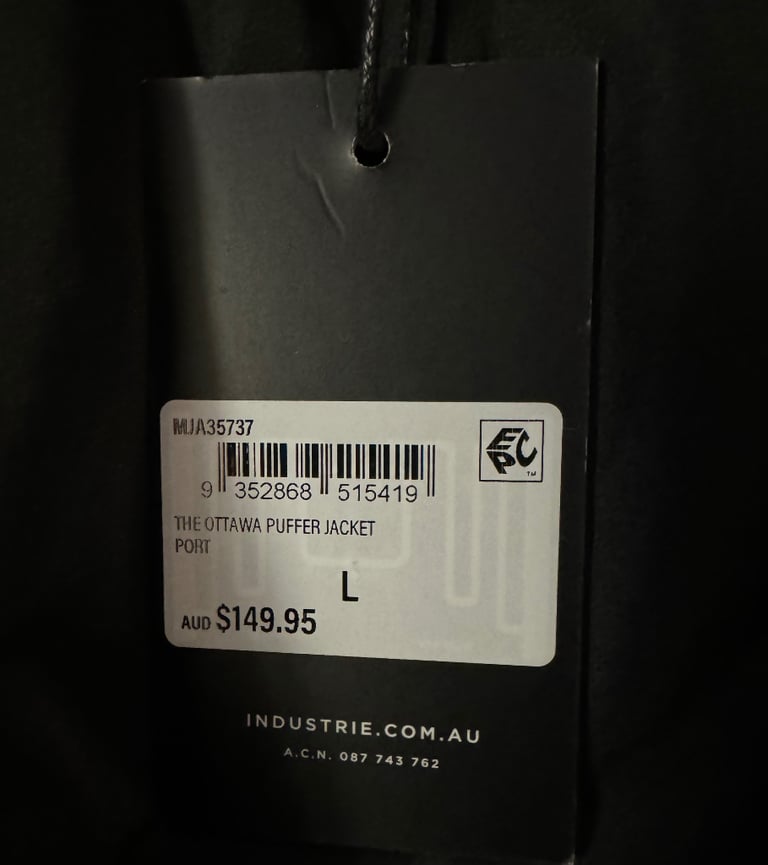 MJA35737
EPC
™
9 352868 515419
THE OTTAWA PUFFER JACKET
PORT
L
AUD $149.95
INDUSTRIE.COM.AU
A.C.N. 087 743 762